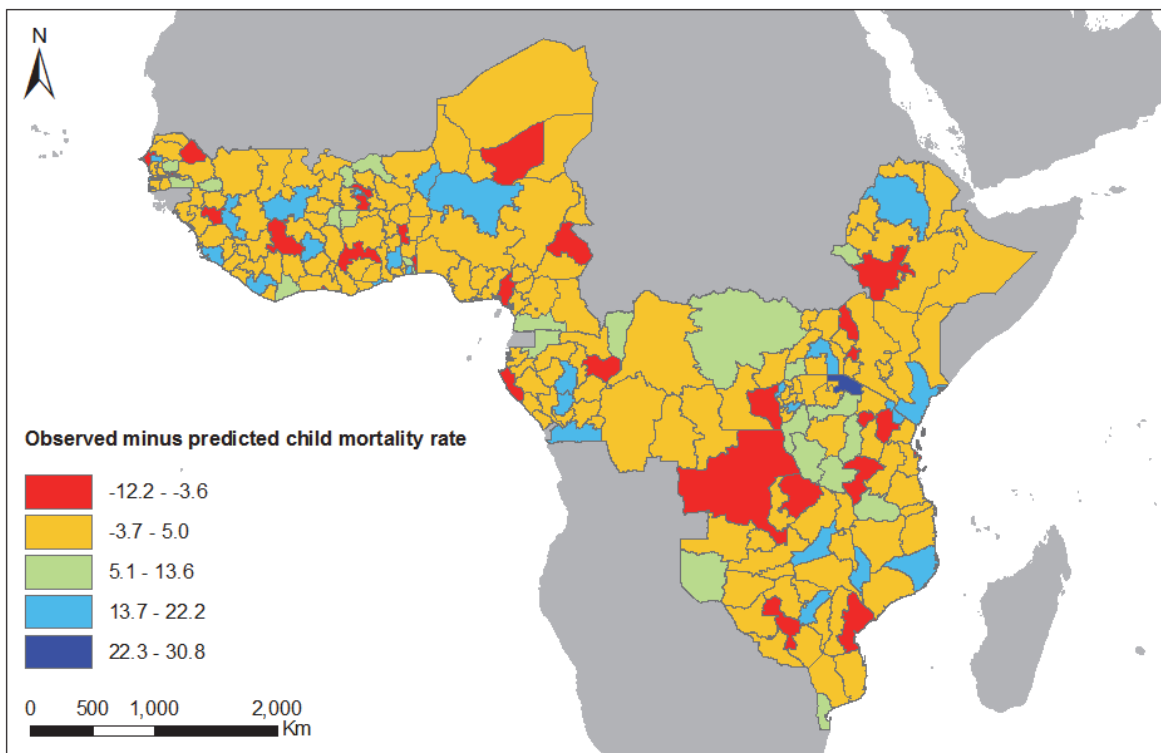 N
Observed minus predicted child mortality rate
-12.2 - -3.6
-3.7 - 5.0
5.1 - 13.6
13.7 - 22.2
22.3 - 30.8
0 500 1,000 2,000
Km